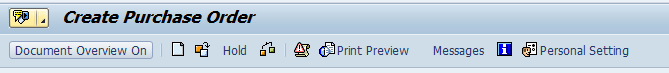 Create Purchase Order
Document Overview On Hold Print Preview Messages Personal Setting